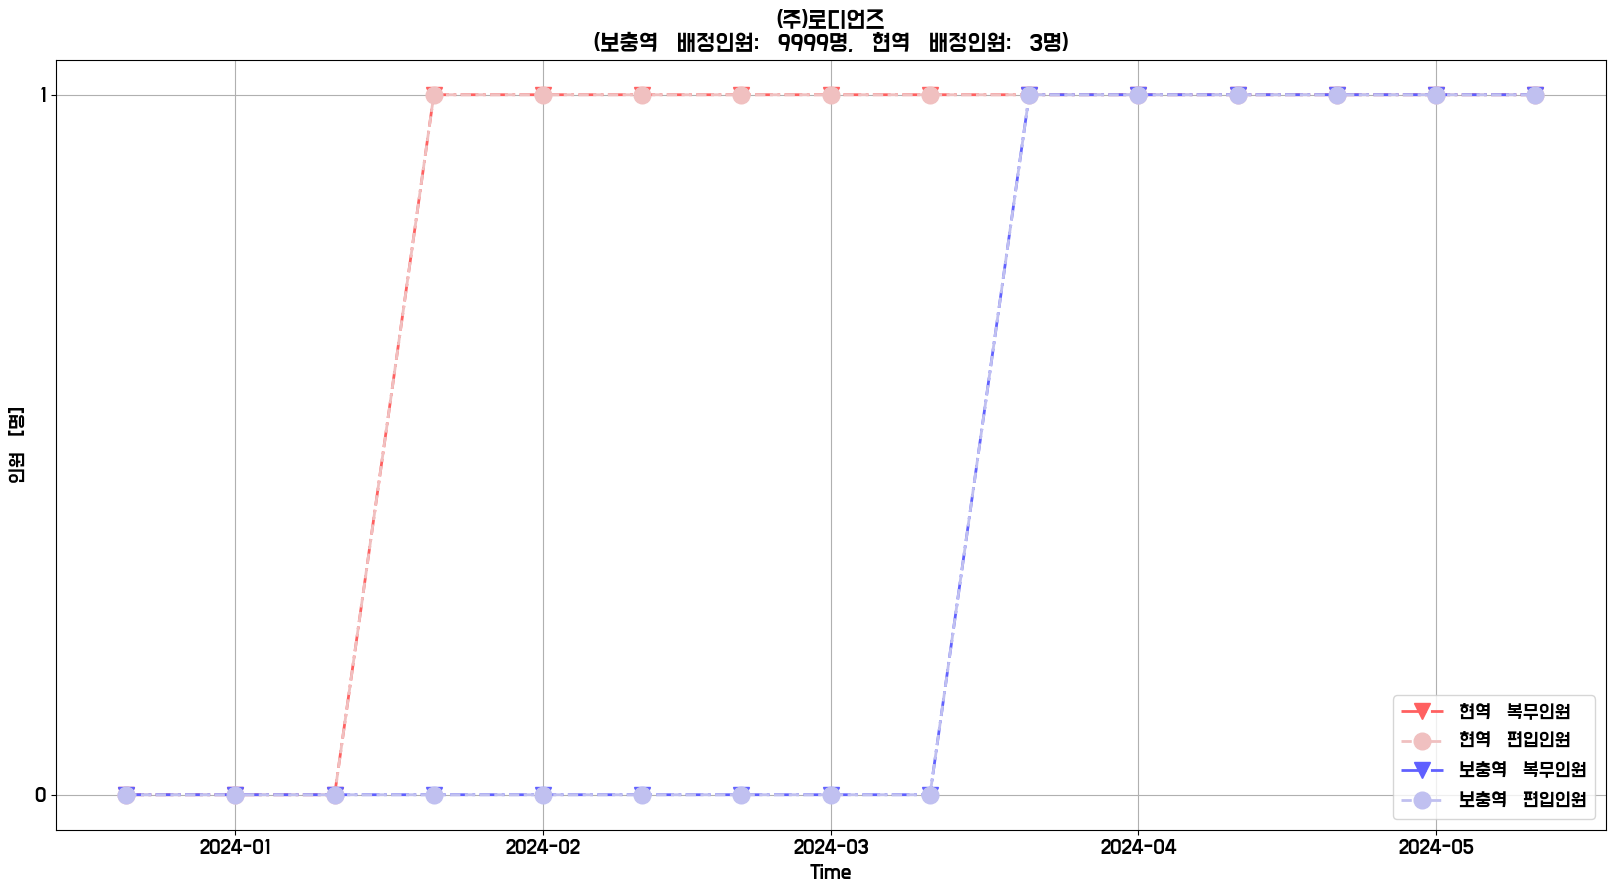 (주)로디언즈
(보충역 배정인원: 9999명, 현역 배정인원: 3명)
1
0
인원 [명]
2024-01 2024-02 2024-03 2024-04 2024-05
Time
현역 복무인원
현역 편입인원
보충역 복무인원
보충역 편입인원